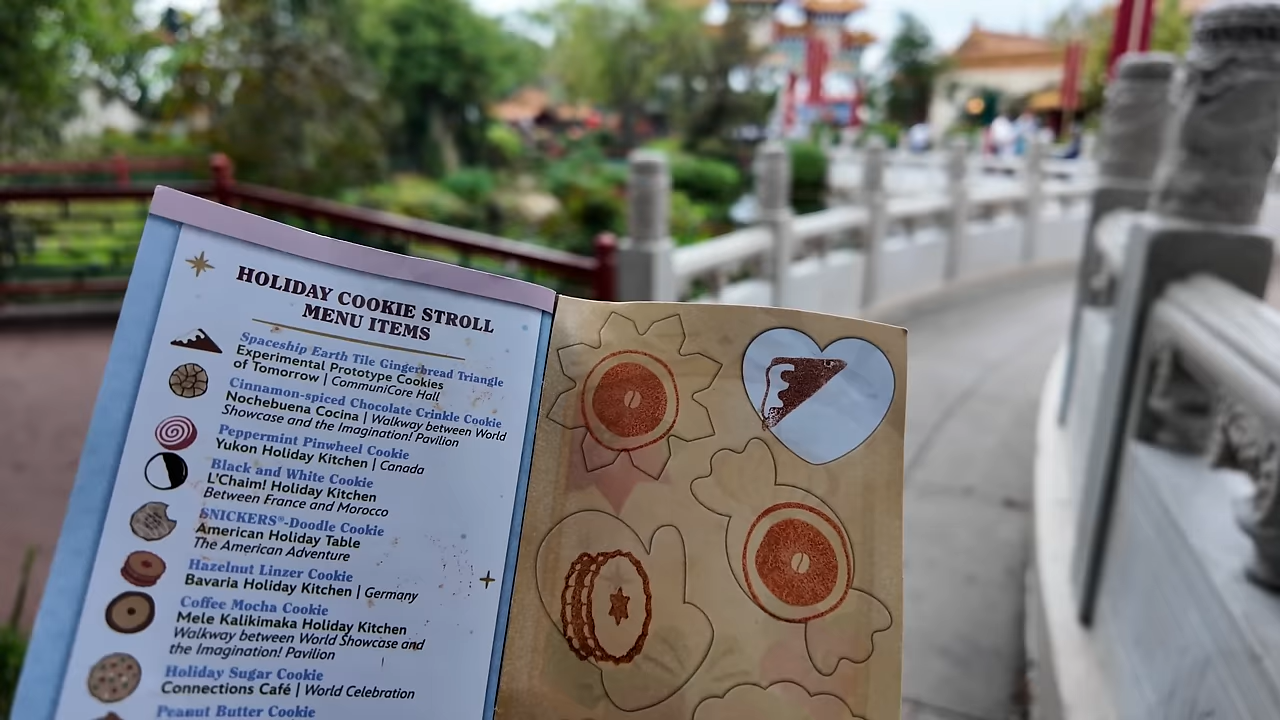 HOLIDAY COOKIE STROLL
MENU ITEMS
Spaceship Earth Tile Gingerbread Triangle
Experimental Prototype Cookies
of Tomorrow | CommuniCore Hall
Cinnamon-spiced Chocolate Crinkle Cookie
Nochebuena Cocina | Walkway between World
Showcase and the Imagination! Pavilion
Peppermint Pinwheel Cookie
Yukon Holiday Kitchen | Canada
Black and White Cookie
L'Chaim! Holiday Kitchen
Between France and Morocco
SNICKERS®-Doodle Cookie
American Holiday Table
The American Adventure
Hazelnut Linzer Cookie
Bavaria Holiday Kitchen | Germany
Coffee Mocha Cookie
Mele Kalikimaka Holiday Kitchen
Walkway between World Showcase and
the Imagination! Pavilion
Holiday Sugar Cookie
Connections Café | World Celebration
Peanut Butter Cookie